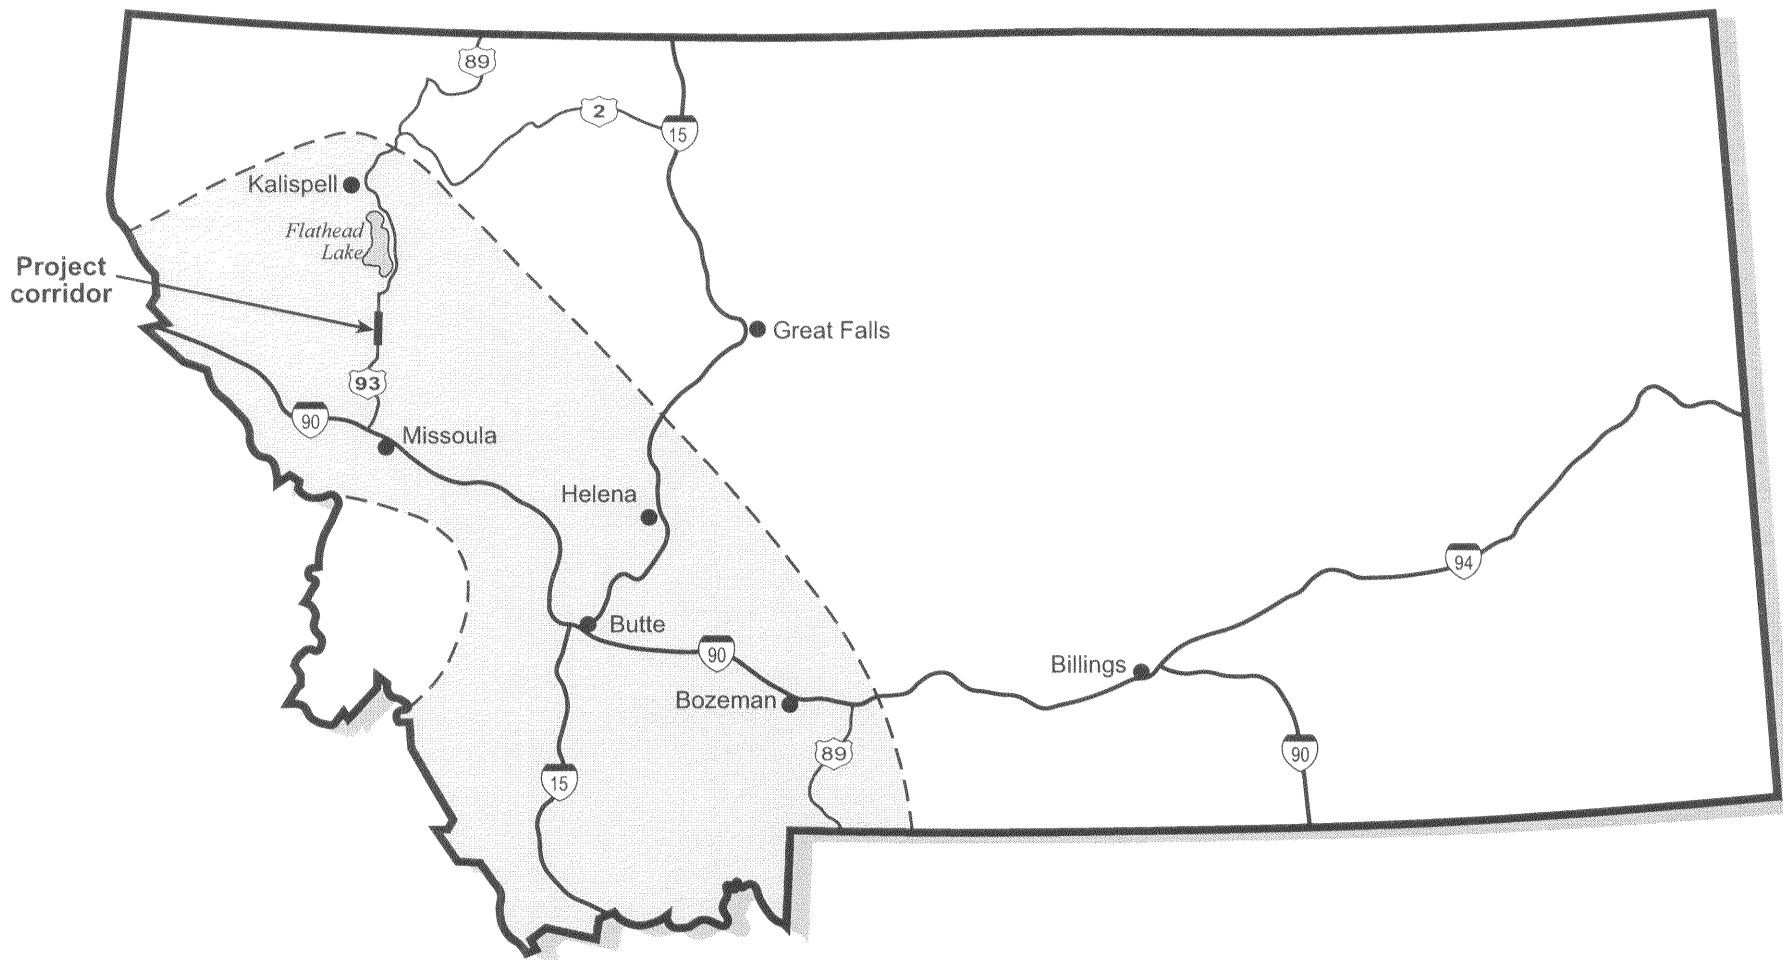 89
2
15
Kalispell
Flathead
Lake
Project
corridor
Great Falls
93
90
Missoula
Helena
94
Butte
90
Billings
Bozeman
89
90
15